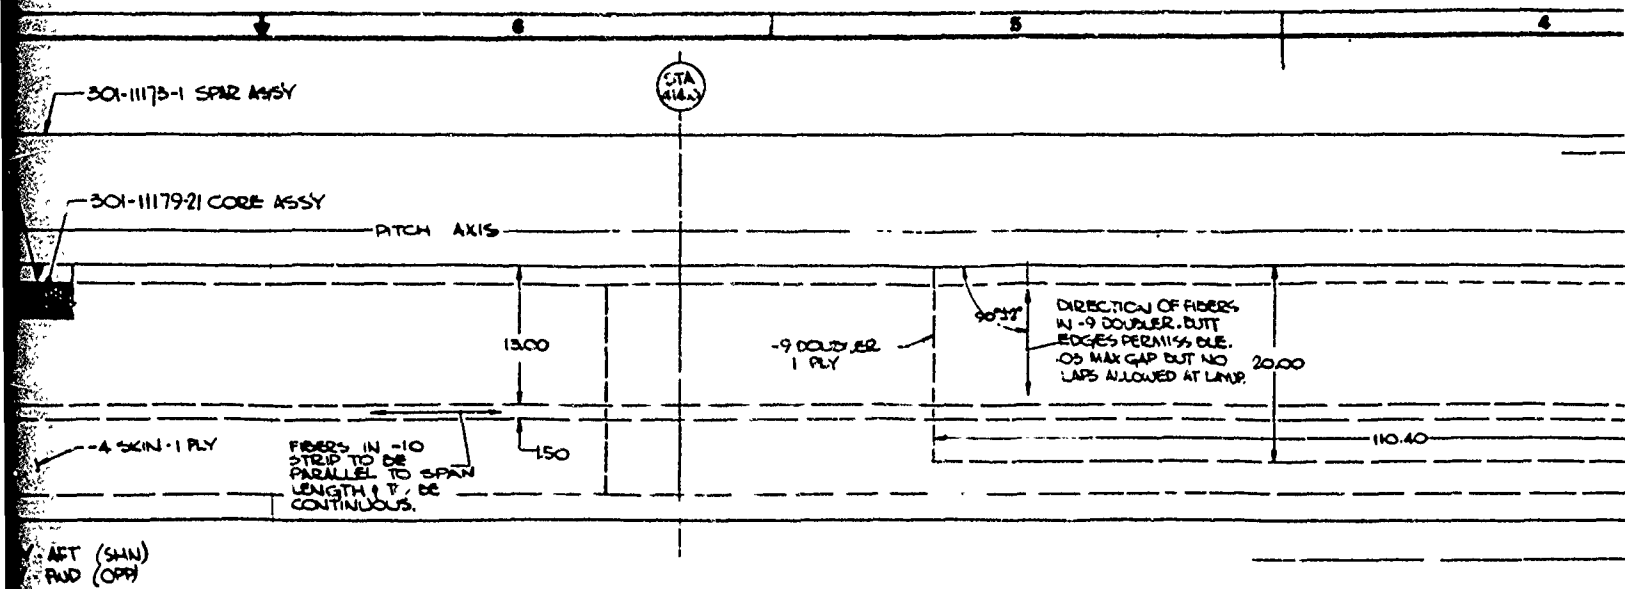 6
5
4
STA
301-11173-1 SPAR ASSY
301-11179-21 CORE ASSY
PITCH AXIS
13.00
-9 DOUBLER
1 PLY
DIRECTION OF FIBERS
IN -9 DOUBLER. BUTT
EDGES PERMISSIBLE.
.03 MAX GAP BUT NO
LAPS ALLOWED AT LAYUP.
20.00
110.40
-4 SKIN-1 PLY
FIBERS IN -10
STRIP TO BE
PARALLEL TO SPAN
LENGTH & BE
CONTINUOUS.
1.50
AFT (SHN)
FWD (OPP)